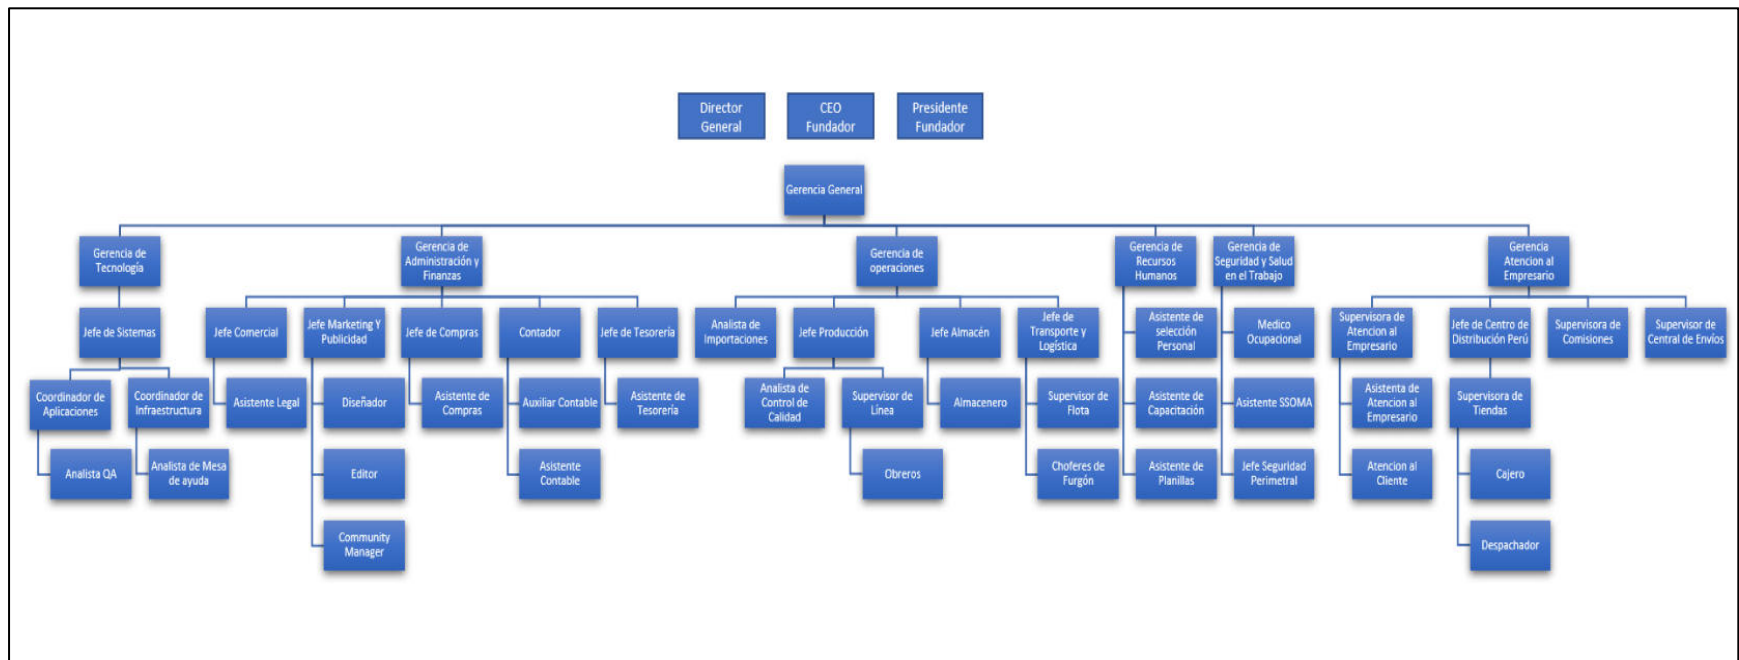 Director
General
CEO
Fundador
Presidente
Fundador
Gerencia General
Gerencia de
Tecnología
Gerencia de
Administración y
Finanzas
Gerencia de
operaciones
Gerencia de
Recursos
Humanos
Gerencia de
Seguridad y Salud
en el Trabajo
Gerencia
Atencion al
Empresario
Jefe de Sistemas
Jefe Comercial
Jefe Marketing Y
Publicidad
Jefe de Compras
Contador
Jefe de Tesorería
Analista de
Importaciones
Jefe Producción
Jefe Almacén
Jefe de
Transporte y
Logística
Asistente de
selección
Personal
Medico
Ocupacional
Supervisora de
Atencion al
Empresario
Jefe de Centro de
Distribución Perú
Supervisora de
Comisiones
Supervisor de
Central de Envíos
Coordinador de
Aplicaciones
Coordinador de
Infraestructura
Asistente Legal
Diseñador
Asistente de
Compras
Auxiliar Contable
Asistente de
Tesorería
Analista de
Control de
Calidad
Supervisor de
Línea
Almacenero
Supervisor de
Flota
Asistente de
Capacitación
Asistente SSOMA
Asistenta de
Atencion al
Empresario
Supervisora de
Tiendas
Analista QA
Analista de Mesa
de ayuda
Editor
Asistente
Contable
Obreros
Choferes de
Furgón
Asistente de
Planillas
Jefe Seguridad
Perimetral
Atencion al
Cliente
Cajero
Community
Manager
Despachador